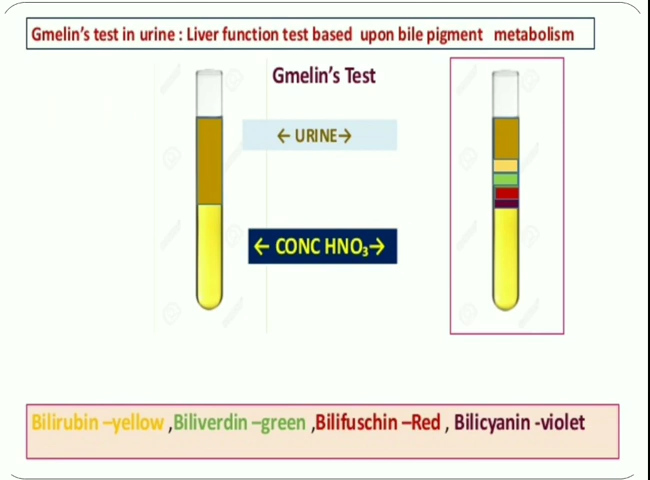 Gmelin's test in urine : Liver function test based upon bile pigment metabolism
Gmelin's Test
← URINE→
← CONC HNO₃→
Bilirubin –yellow ,Biliverdin –green ,Bilifuschin –Red , Bilicyanin -violet